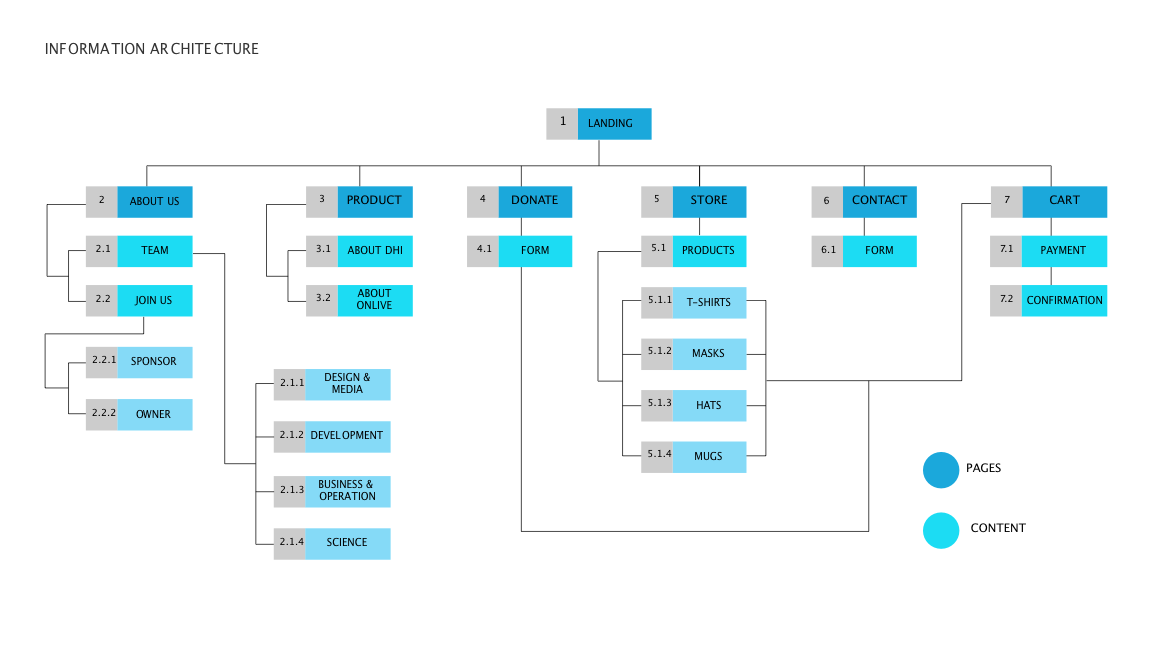 INFORMATION ARCHITECTURE
1 LANDING
2 ABOUT US
3 PRODUCT
4 DONATE
5 STORE
6 CONTACT
7 CART
2.1 TEAM
3.1 ABOUT DHI
4.1 FORM
5.1 PRODUCTS
6.1 FORM
7.1 PAYMENT
2.2 JOIN US
3.2 ABOUT
ONLIVE
5.1.1 T-SHIRTS
7.2 CONFIRMATION
2.2.1 SPONSOR
5.1.2 MASKS
2.1.1 DESIGN &
MEDIA
2.2.2 OWNER
5.1.3 HATS
2.1.2 DEVELOPMENT
5.1.4 MUGS
PAGES
2.1.3 BUSINESS &
OPERATION
CONTENT
2.1.4 SCIENCE